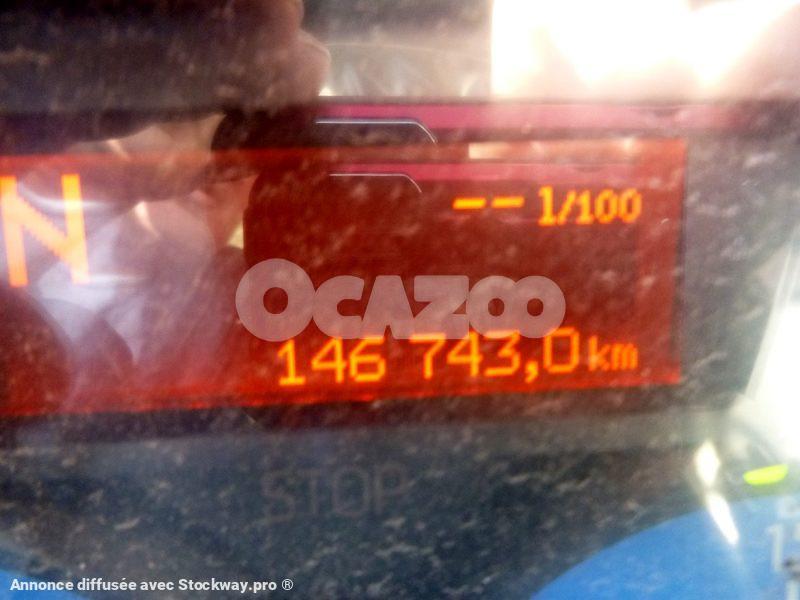 N
-- l/100
OCAZOO
146 743,0 km
STOP
Annonce diffusée avec Stockway.pro ®